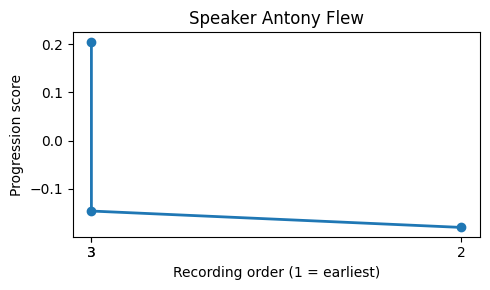 Speaker Antony Flew
Progression score
0.2
0.1
0.0
−0.1
3
2
Recording order (1 = earliest)